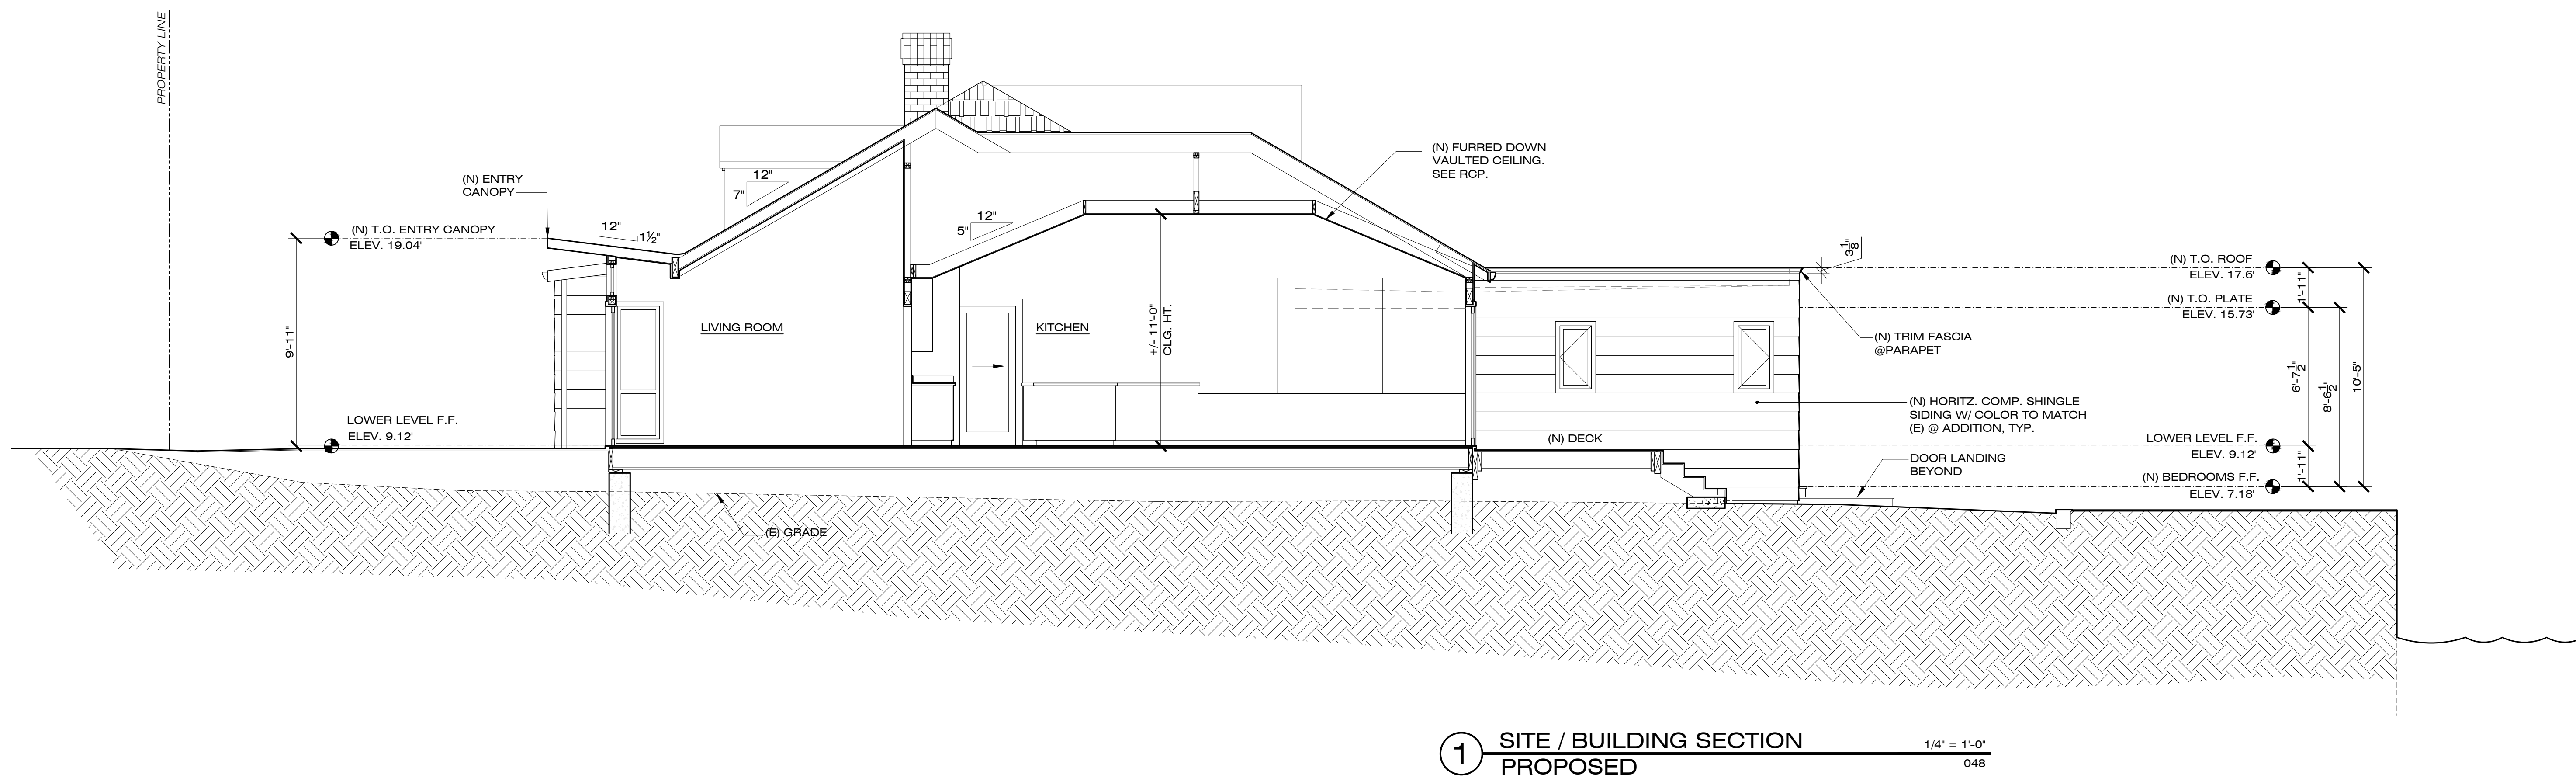 PROPERTY LINE
(N) ENTRY
CANOPY
(N) T.O. ENTRY CANOPY
ELEV. 19.04'
9'-11"
LOWER LEVEL F.F.
ELEV. 9.12'
12"
1½"
12"
7"
12"
5"
LIVING ROOM
KITCHEN
+/- 11'-0"
CLG. HT.
(N) FURRED DOWN
VAULTED CEILING.
SEE RCP.
(E) GRADE
(N) DECK
3⅛"
(N) TRIM FASCIA
@PARAPET
(N) HORITZ. COMP. SHINGLE
SIDING W/ COLOR TO MATCH
(E) @ ADDITION, TYP.
DOOR LANDING
BEYOND
(N) T.O. ROOF
ELEV. 17.6'
(N) T.O. PLATE
ELEV. 15.73'
LOWER LEVEL F.F.
ELEV. 9.12'
(N) BEDROOMS F.F.
ELEV. 7.18'
1'-11"
6'-7½"
1'-11"
8'-6½"
10'-5"
1
SITE / BUILDING SECTION
1/4" = 1'-0"
PROPOSED
048